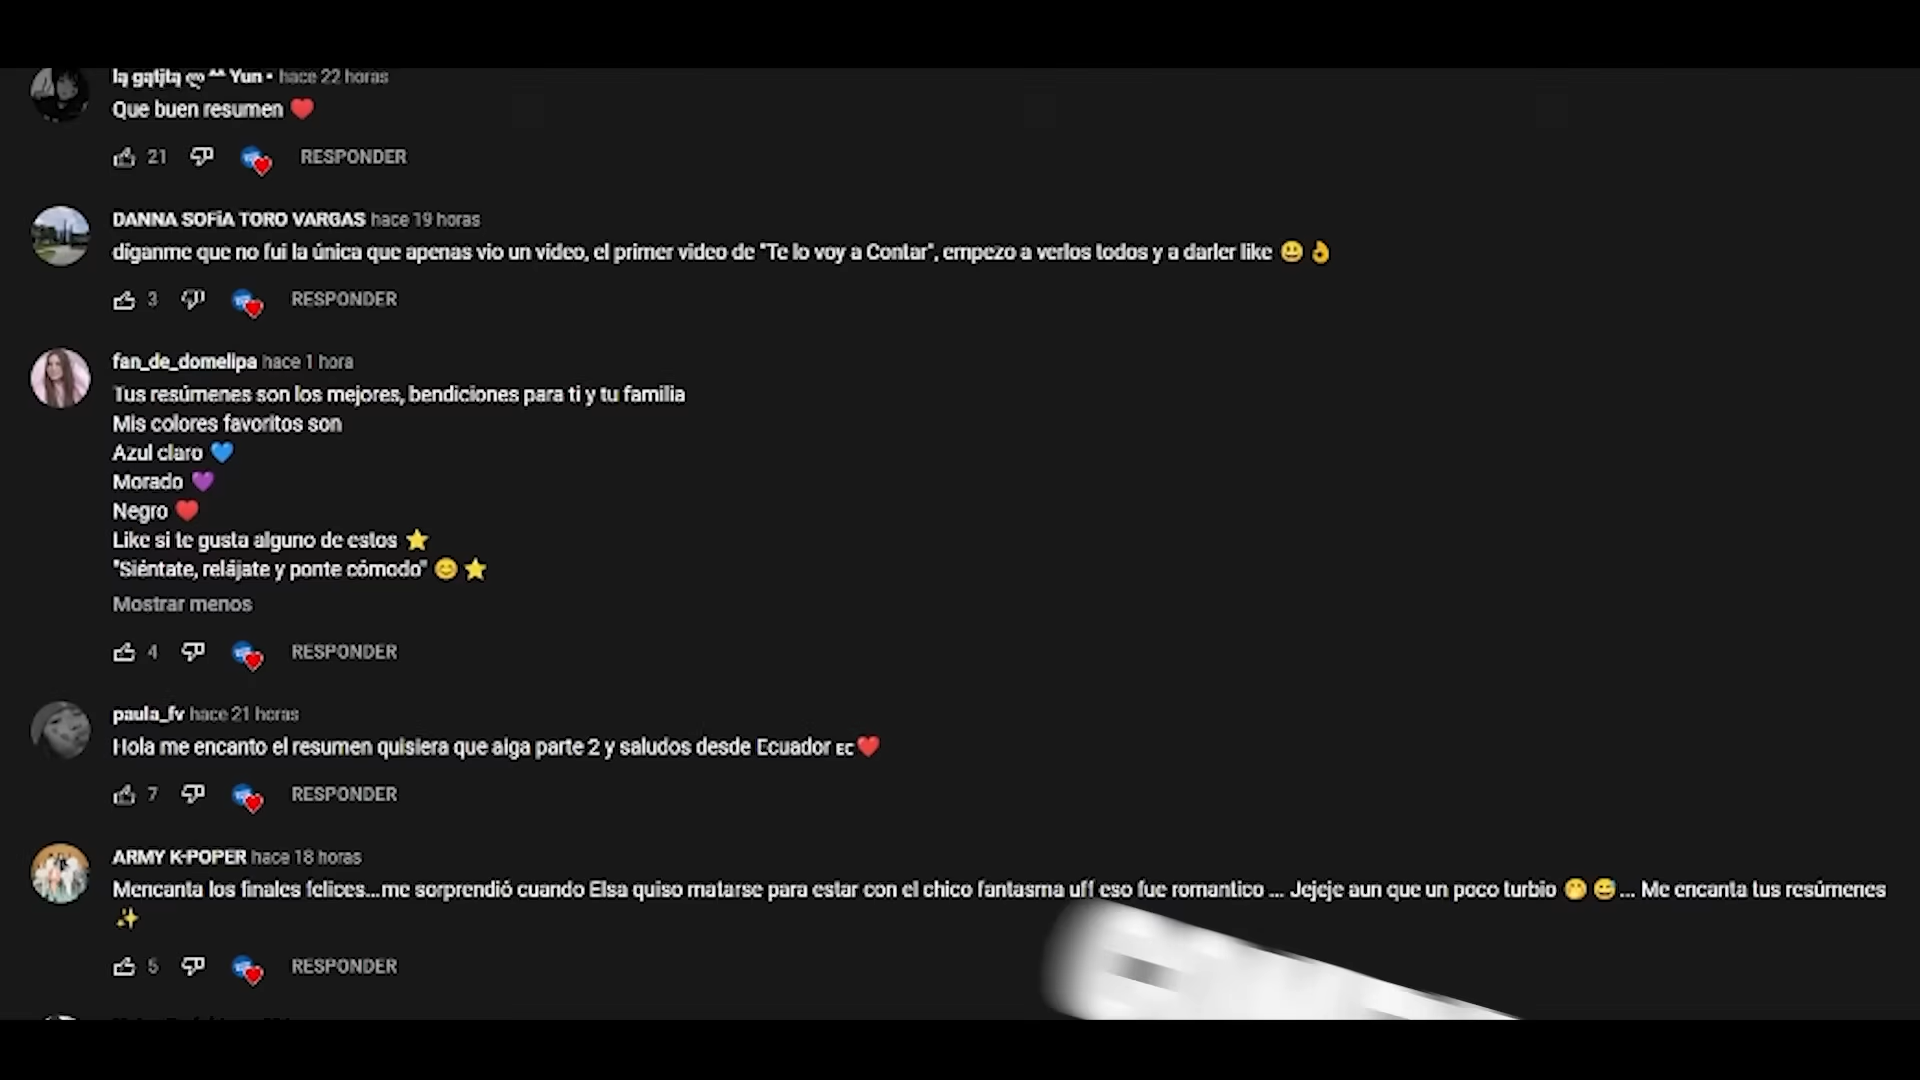 lą gąţįţą ღ ^^ Yun • hace 22 horas
Que buen resumen ❤️
21 RESPONDER
DANNA SOFíA TORO VARGAS hace 19 horas
díganme que no fui la única que apenas vio un video, el primer video de "Te lo voy a Contar", empezo a verlos todos y a darler like 😃 👌
3 RESPONDER
fan_de_domelipa hace 1 hora
Tus resúmenes son los mejores, bendiciones para ti y tu familia
Mis colores favoritos son
Azul claro 💙
Morado 💜
Negro ❤️
Like si te gusta alguno de estos ⭐
"Siéntate, relájate y ponte cómodo" 😊 ⭐
Mostrar menos
4 RESPONDER
paula_fv hace 21 horas
Hola me encanto el resumen quisiera que aiga parte 2 y saludos desde Ecuador EC❤️
7 RESPONDER
ARMY K-POPER hace 18 horas
Mencanta los finales felices...me sorprendió cuando Elsa quiso matarse para estar con el chico fantasma uff eso fue romantico ... Jejeje aun que un poco turbio 🤭 😅 ... Me encanta tus resúmenes
✨
5 RESPONDER